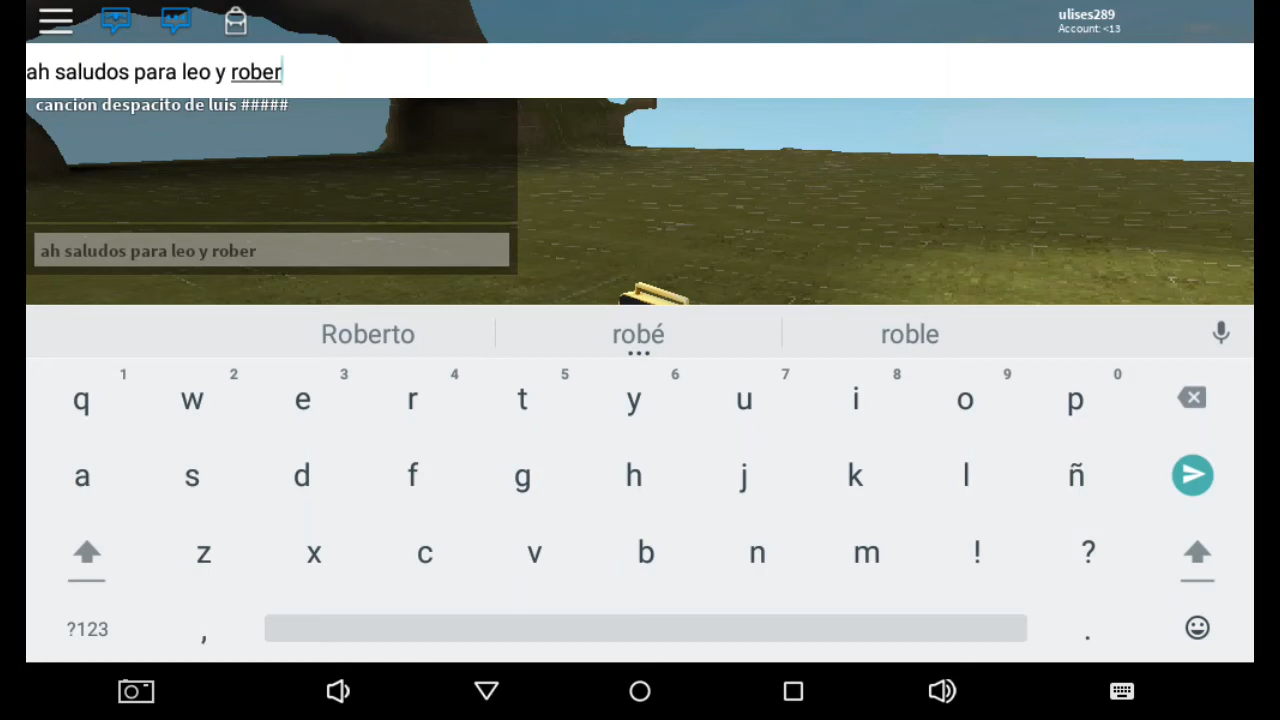 ulises289
Account: <13
ah saludos para leo y rober
cancion despacito de luis #####
ah saludos para leo y rober
Roberto robé roble
1 2 3 4 5 6 7 8 9 0
q w e r t y u i o p
a s d f g h j k l ñ
z x c v b n m ! ?
?123 , .